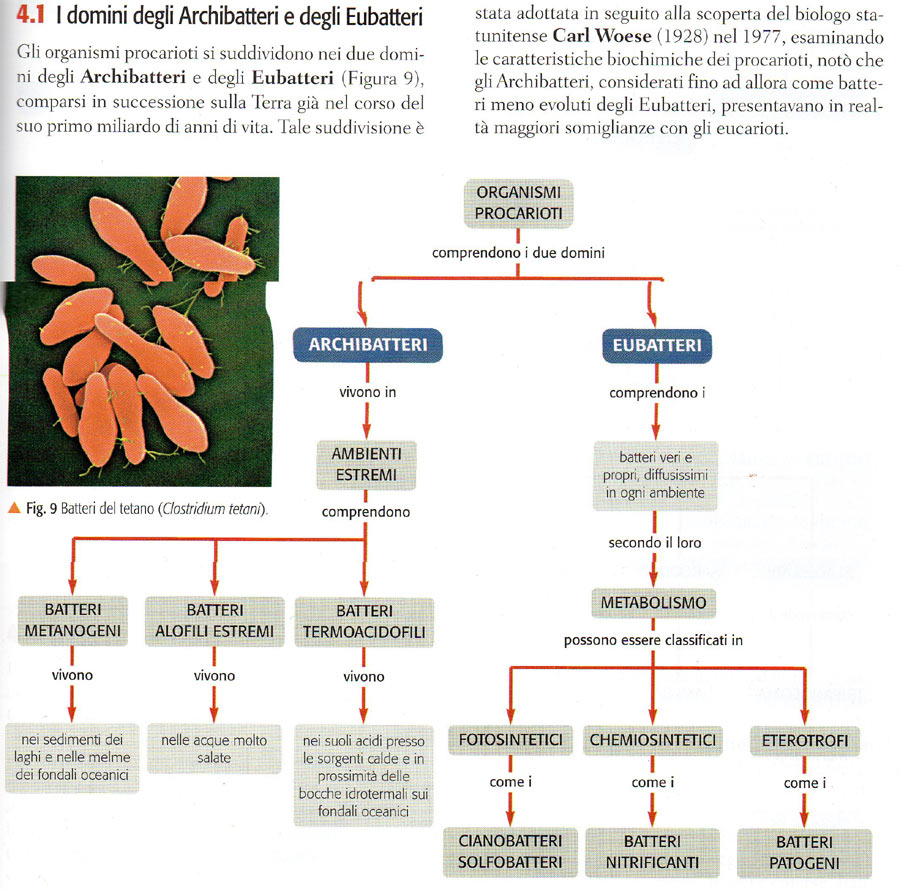 4.1 I domini degli Archibatteri e degli Eubatteri
Gli organismi procarioti si suddividono nei due domi-
ni degli Archibatteri e degli Eubatteri (Figura 9),
comparsi in successione sulla Terra già nel corso del
suo primo miliardo di anni di vita. Tale suddivisione è
stata adottata in seguito alla scoperta del biologo sta-
tunitense Carl Woese (1928) nel 1977, esaminando
le caratteristiche biochimiche dei procarioti, notò che
gli Archibatteri, considerati fino ad allora come batte-
ri meno evoluti degli Eubatteri, presentavano in real-
tà maggiori somiglianze con gli eucarioti.
▲ Fig. 9 Batteri del tetano (Clostridium tetani).
ORGANISMI
PROCARIOTI
comprendono i due domini
ARCHIBATTERI
vivono in
AMBIENTI
ESTREMI
comprendono
BATTERI
METANOGENI
vivono
nei sedimenti dei
laghi e nelle melme
dei fondali oceanici
BATTERI
ALOFILI ESTREMI
vivono
nelle acque molto
salate
BATTERI
TERMOACIDOFILI
vivono
nei suoli acidi presso
le sorgenti calde e in
prossimità delle
bocche idrotermali sui
fondali oceanici
EUBATTERI
comprendono i
batteri veri e
propri, diffusissimi
in ogni ambiente
secondo il loro
METABOLISMO
possono essere classificati in
FOTOSINTETICI
come i
CIANOBATTERI
SOLFOBATTERI
CHEMIOSINTETICI
come i
BATTERI
NITRIFICANTI
ETEROTROFI
come i
BATTERI
PATOGENI